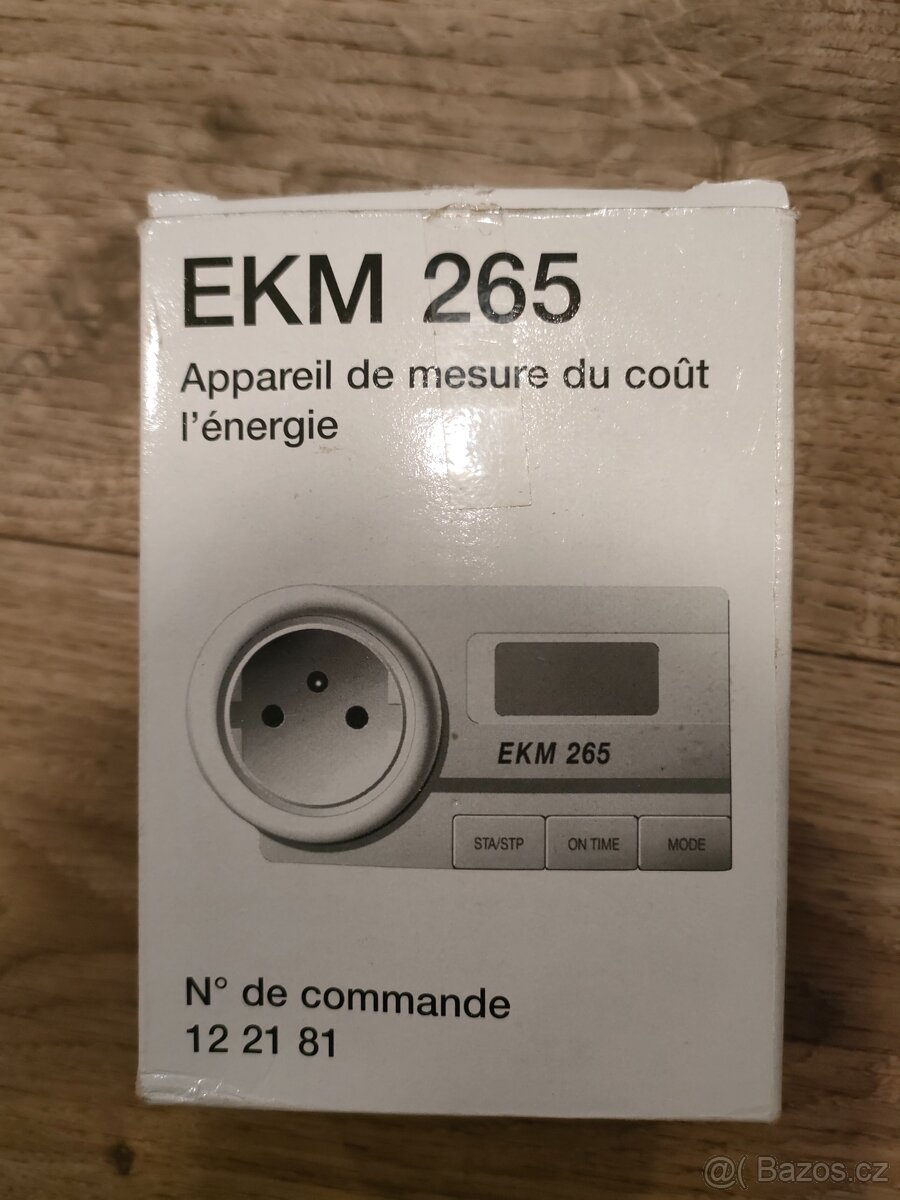 EKM 265
Appareil de mesure du coût
l'énergie
EKM 265
STA/STP
ON TIME
MODE
N° de commande
12 21 81
@( Bazos.cz